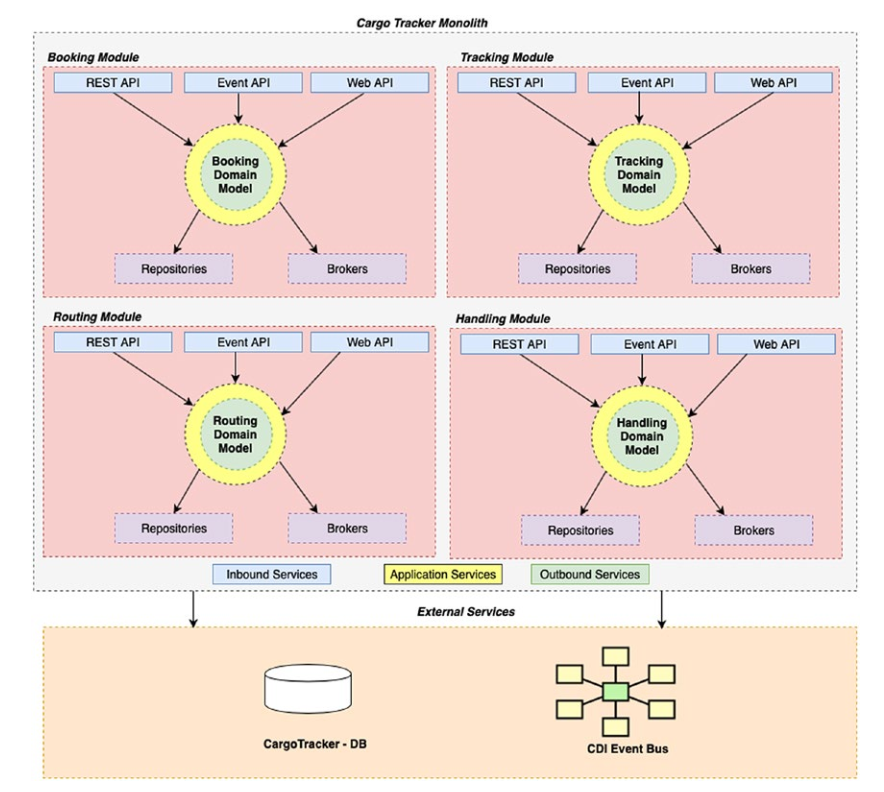 Cargo Tracker Monolith
Booking Module
REST API
Event API
Web API
Booking
Domain
Model
Repositories
Brokers
Tracking Module
REST API
Event API
Web API
Tracking
Domain
Model
Repositories
Brokers
Routing Module
REST API
Event API
Web API
Routing
Domain
Model
Repositories
Brokers
Handling Module
REST API
Event API
Web API
Handling
Domain
Model
Repositories
Brokers
Inbound Services
Application Services
Outbound Services
External Services
CargoTracker - DB
CDI Event Bus